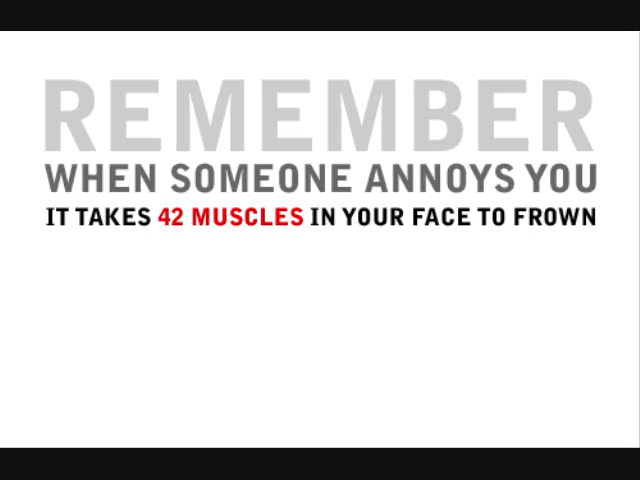 REMEMBER
WHEN SOMEONE ANNOYS YOU
IT TAKES 42 MUSCLES IN YOUR FACE TO FROWN